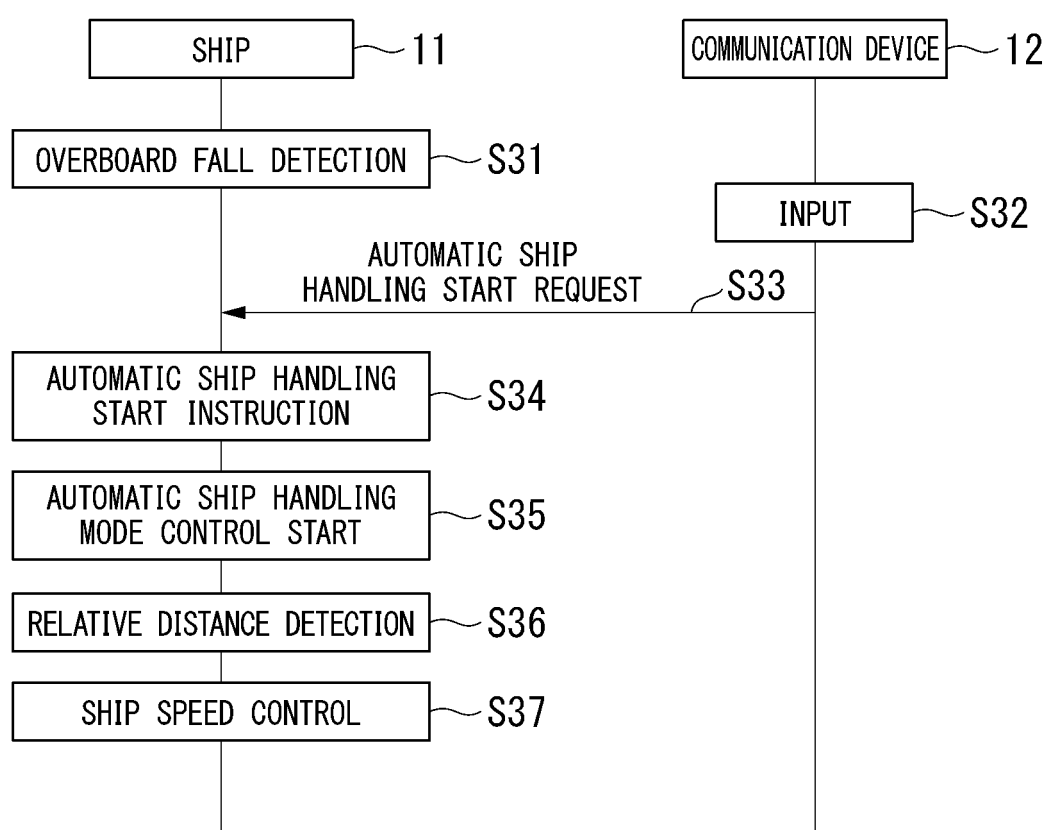 SHIP 11
COMMUNICATION DEVICE 12
OVERBOARD FALL DETECTION S31
INPUT S32
AUTOMATIC SHIP
HANDLING START REQUEST S33
AUTOMATIC SHIP HANDLING
START INSTRUCTION S34
AUTOMATIC SHIP HANDLING
MODE CONTROL START S35
RELATIVE DISTANCE DETECTION S36
SHIP SPEED CONTROL S37